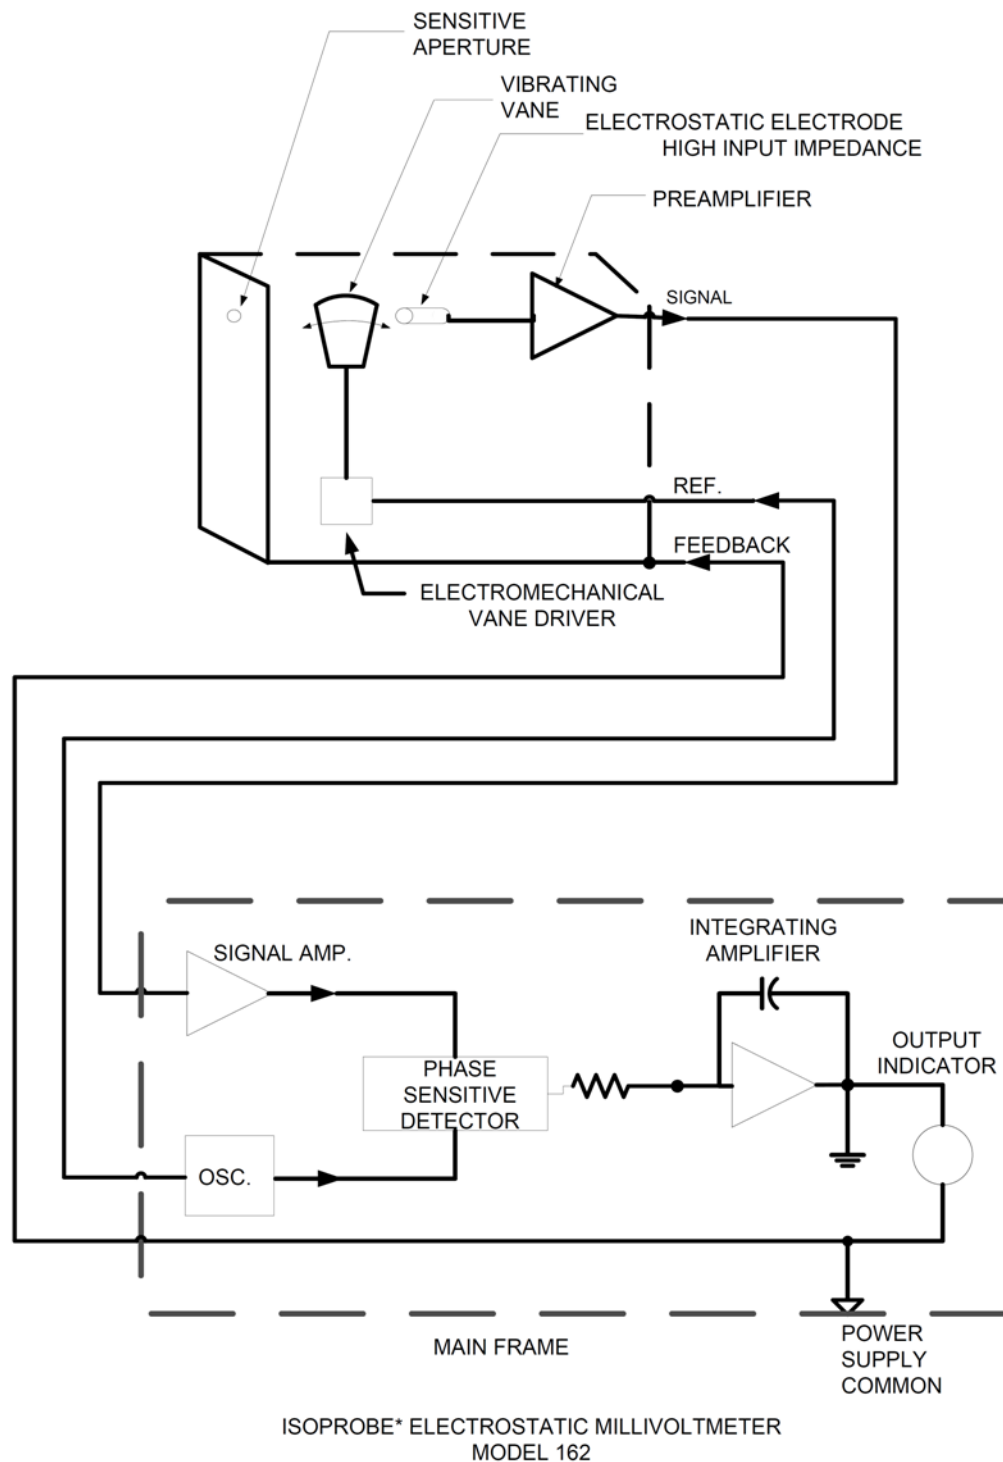 SENSITIVE
APERTURE
VIBRATING
VANE
ELECTROSTATIC ELECTRODE
HIGH INPUT IMPEDANCE
PREAMPLIFIER
SIGNAL
REF.
FEEDBACK
ELECTROMECHANICAL
VANE DRIVER
INTEGRATING
AMPLIFIER
SIGNAL AMP.
OUTPUT
INDICATOR
PHASE
SENSITIVE
DETECTOR
OSC.
MAIN FRAME
POWER
SUPPLY
COMMON
ISOPROBE* ELECTROSTATIC MILLIVOLTMETER
MODEL 162